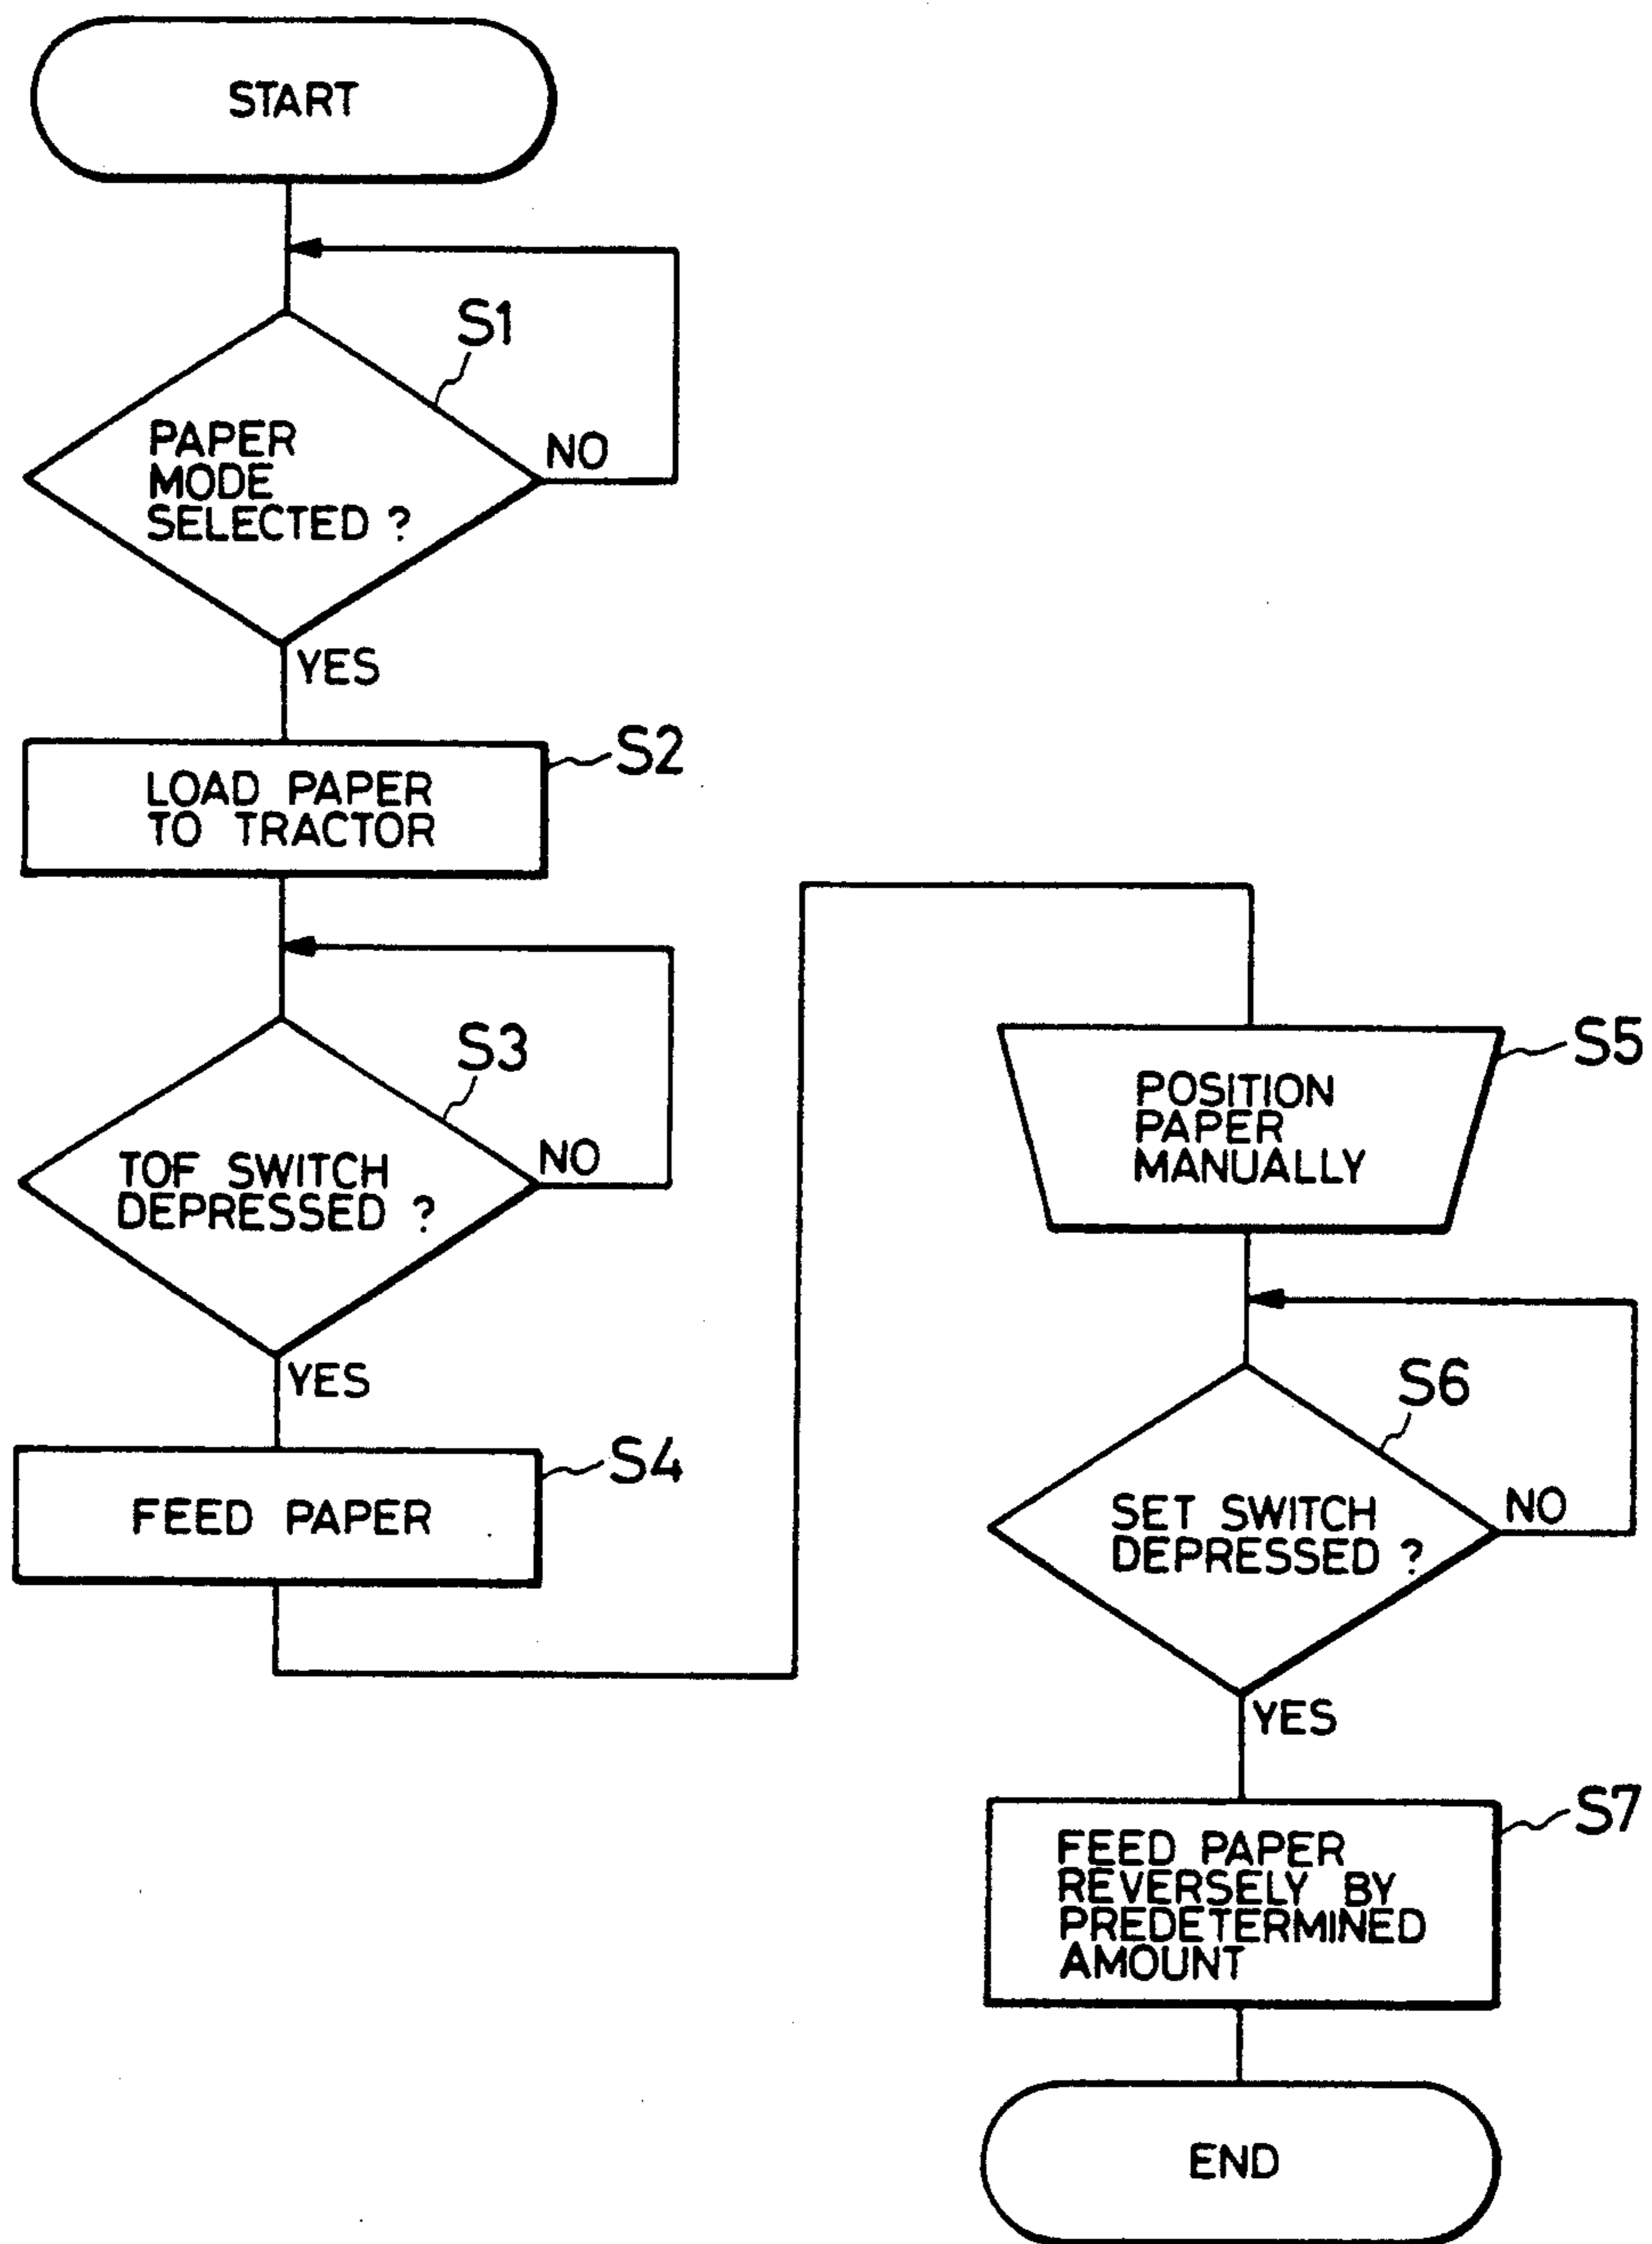 START
S1
PAPER
MODE
SELECTED ?
NO
YES
S2
LOAD PAPER
TO TRACTOR
S3
TOF SWITCH
DEPRESSED ?
NO
YES
S4
FEED PAPER
S5
POSITION
PAPER
MANUALLY
S6
SET SWITCH
DEPRESSED ?
NO
YES
S7
FEED PAPER
REVERSELY BY
PREDETERMINED
AMOUNT
END